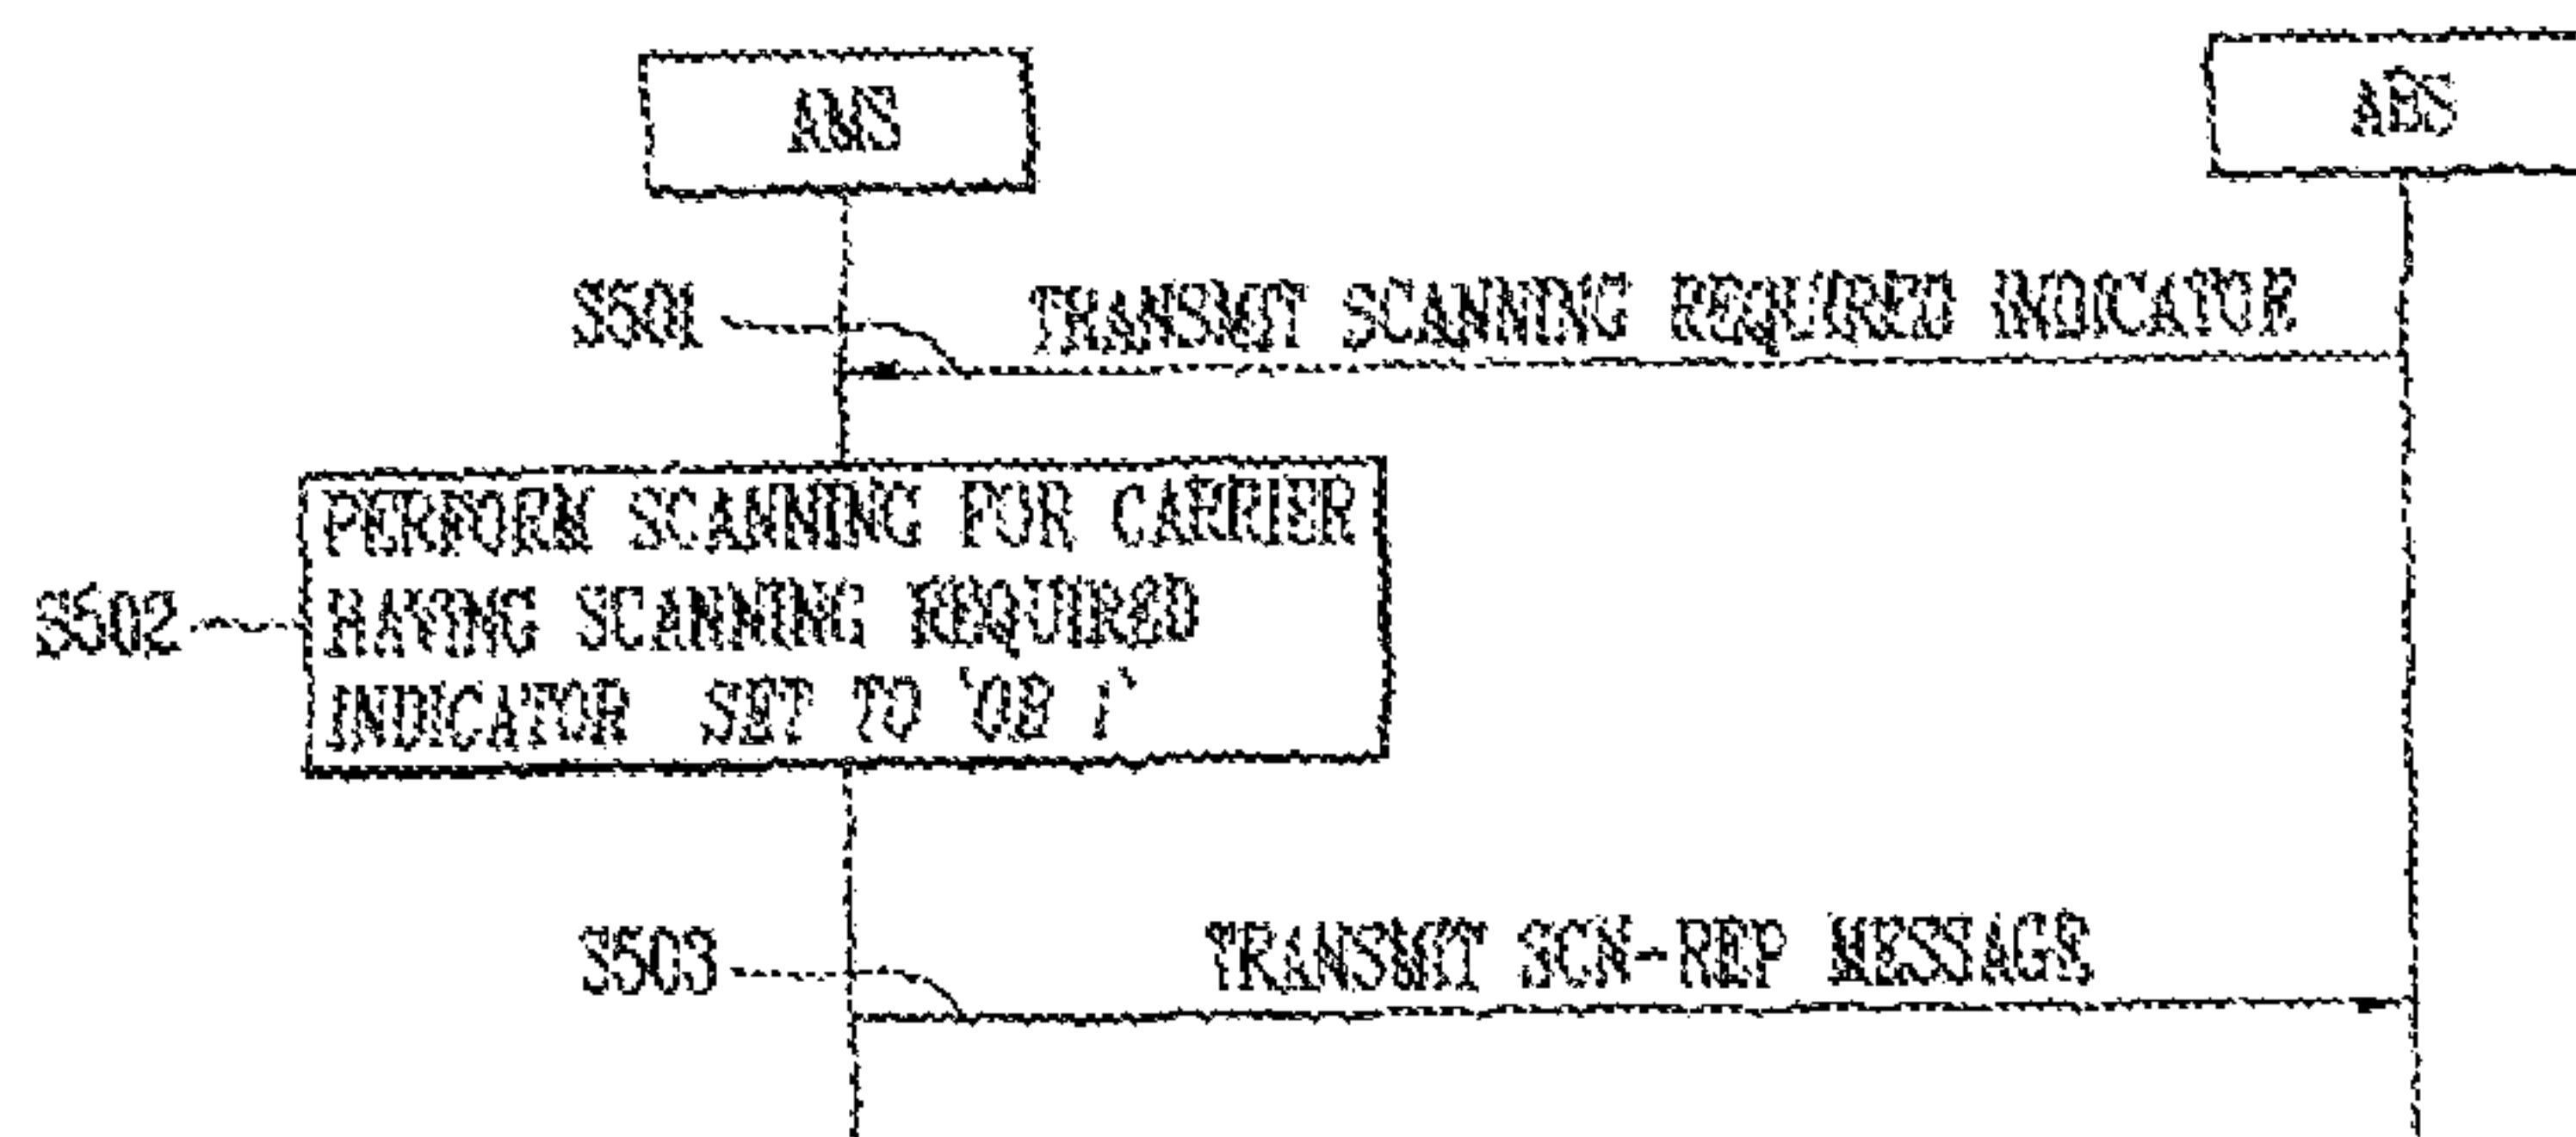 AMS
ABS
S501
TRANSMIT SCANNING REQUIRED INDICATOR
PERFORM SCANNING FOR CARRIER
S502
HAVING SCANNING REQUIRED
INDICATOR SET TO '0B 1'
S503
TRANSMIT SCN-REP MESSAGE